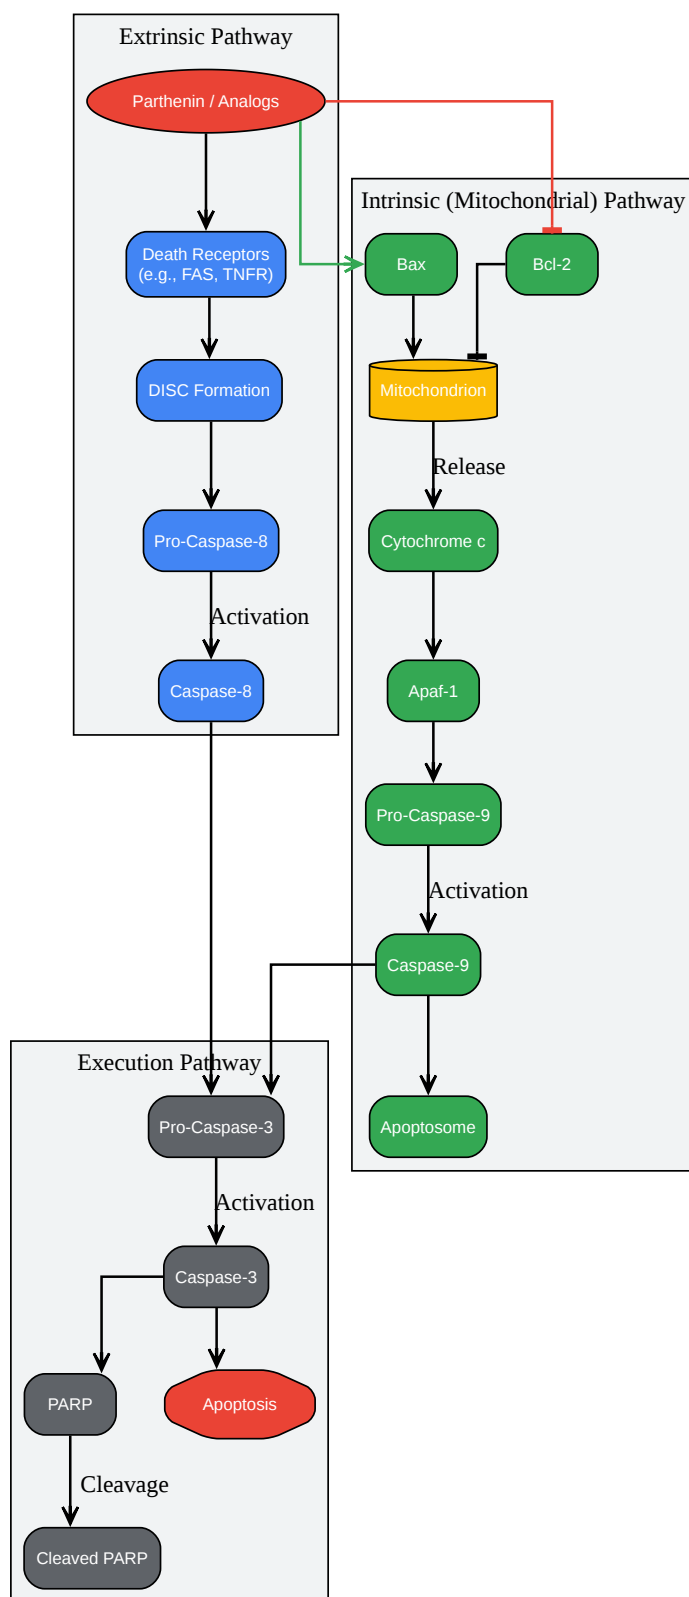 Extrinsic Pathway
Parthenin / Analogs
Death Receptors
(e.g., FAS, TNFR)
DISC Formation
Pro-Caspase-8
Activation
Caspase-8
Intrinsic (Mitochondrial) Pathway
Bax
Bcl-2
Mitochondrion
Release
Cytochrome c
Apaf-1
Pro-Caspase-9
Activation
Caspase-9
Apoptosome
Execution Pathway
Pro-Caspase-3
Activation
Caspase-3
PARP
Apoptosis
Cleavage
Cleaved PARP